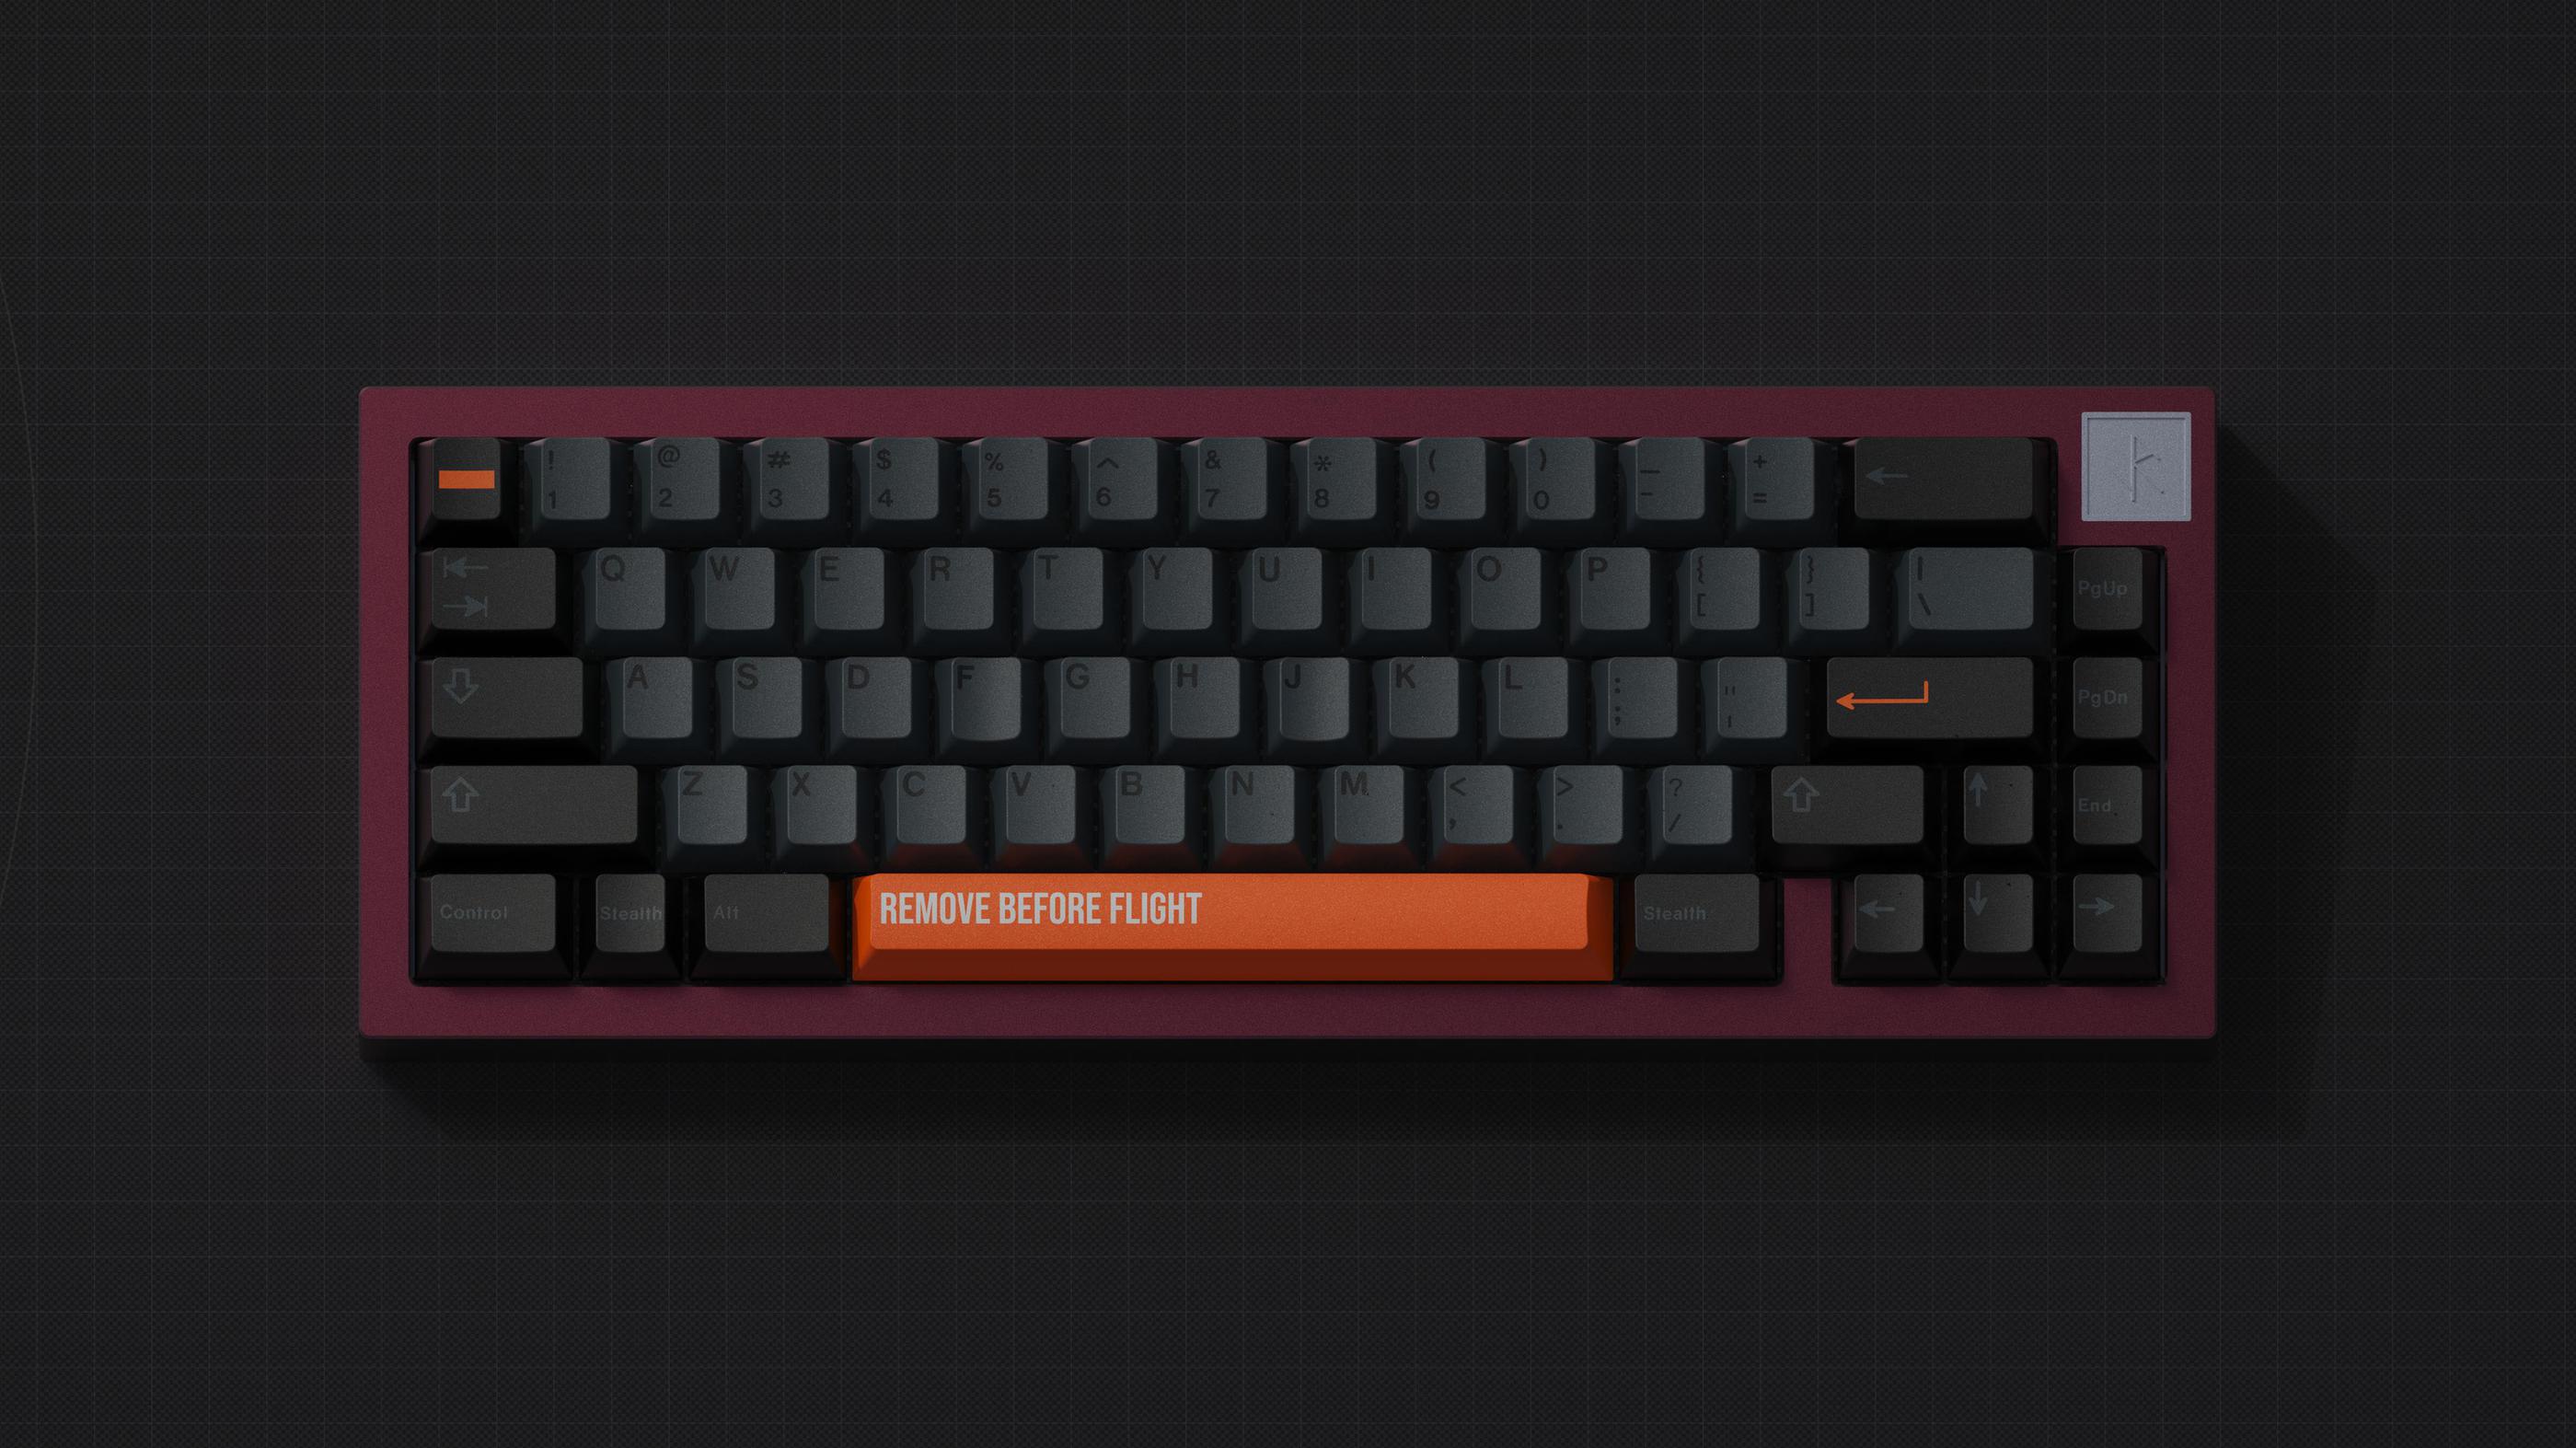 ! @ # $ % ^ & * ( ) _ +
1 2 3 4 5 6 7 8 9 0 - = ←
Q W E R T Y U I O P { } |
[ ] \
PgUp
A S D F G H J K L : "
; '
PgDn
Z X C V B N M < > ?
, . /
↑ End
Control Stealth Alt REMOVE BEFORE FLIGHT Stealth ← ↓ →